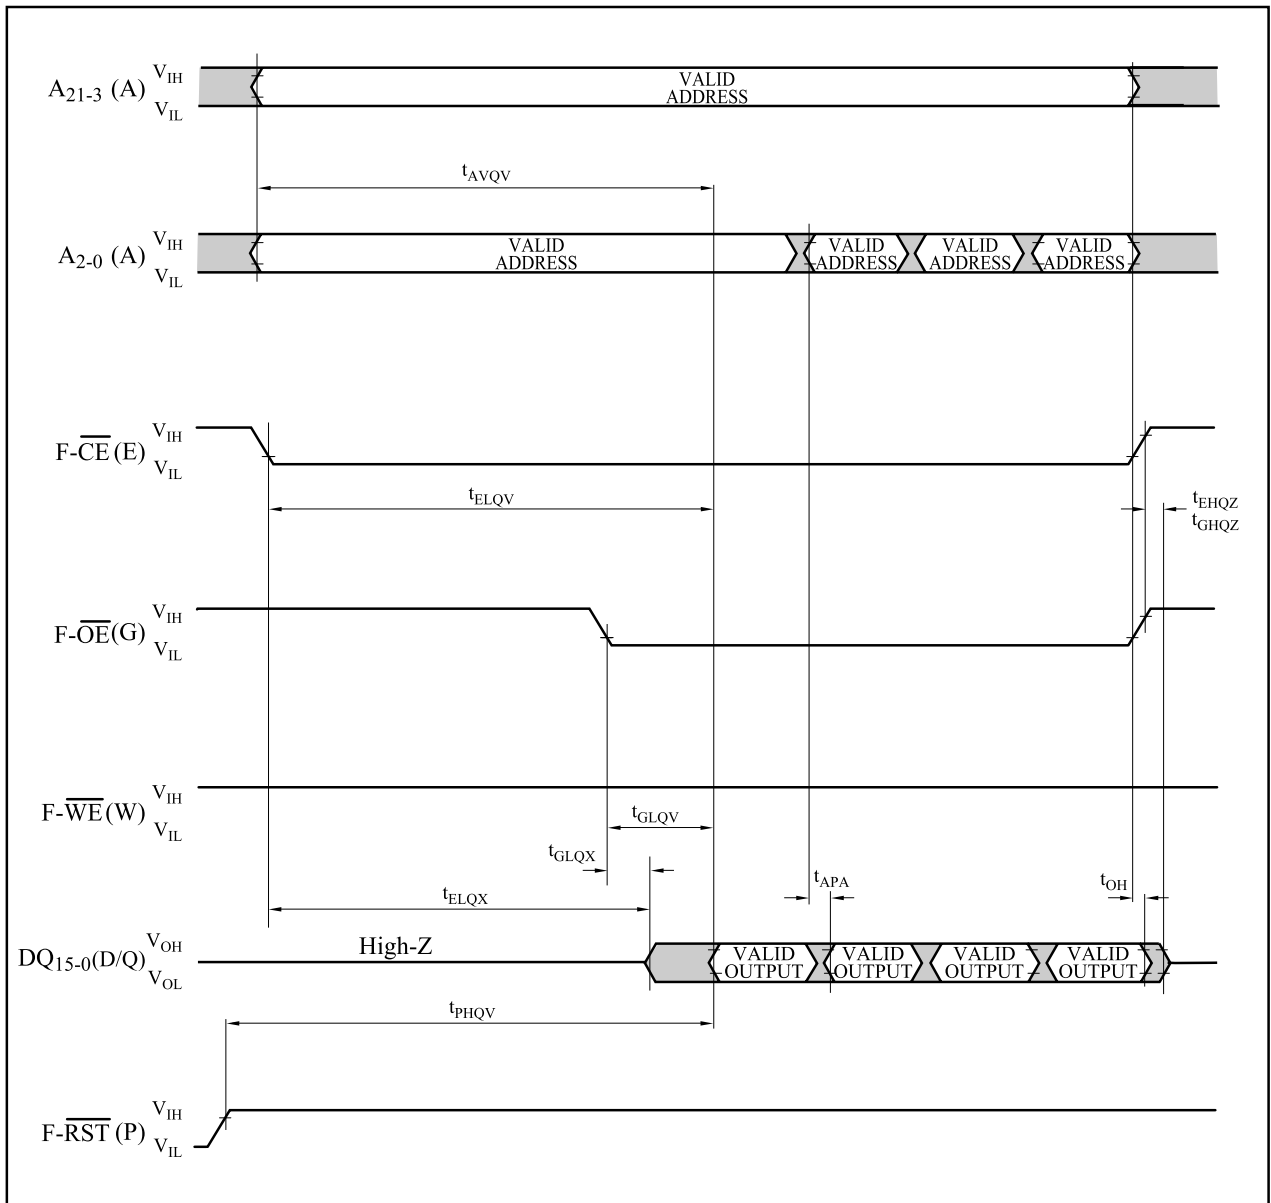 A21-3 (A) VIH VALID
VIL ADDRESS
tAVQV
A2-0 (A) VIH VALID VALID VALID VALID
VIL ADDRESS ADDRESS ADDRESS ADDRESS
F-CE (E) VIH
VIL
tELQV
tEHQZ
tGHQZ
F-OE (G) VIH
VIL
F-WE (W) VIH
VIL
tGLQV
tGLQX
tELQX
tAPA
tOH
DQ15-0 (D/Q) VOH High-Z VALID VALID VALID VALID
VOL OUTPUT OUTPUT OUTPUT OUTPUT
tPHQV
F-RST (P) VIH
VIL